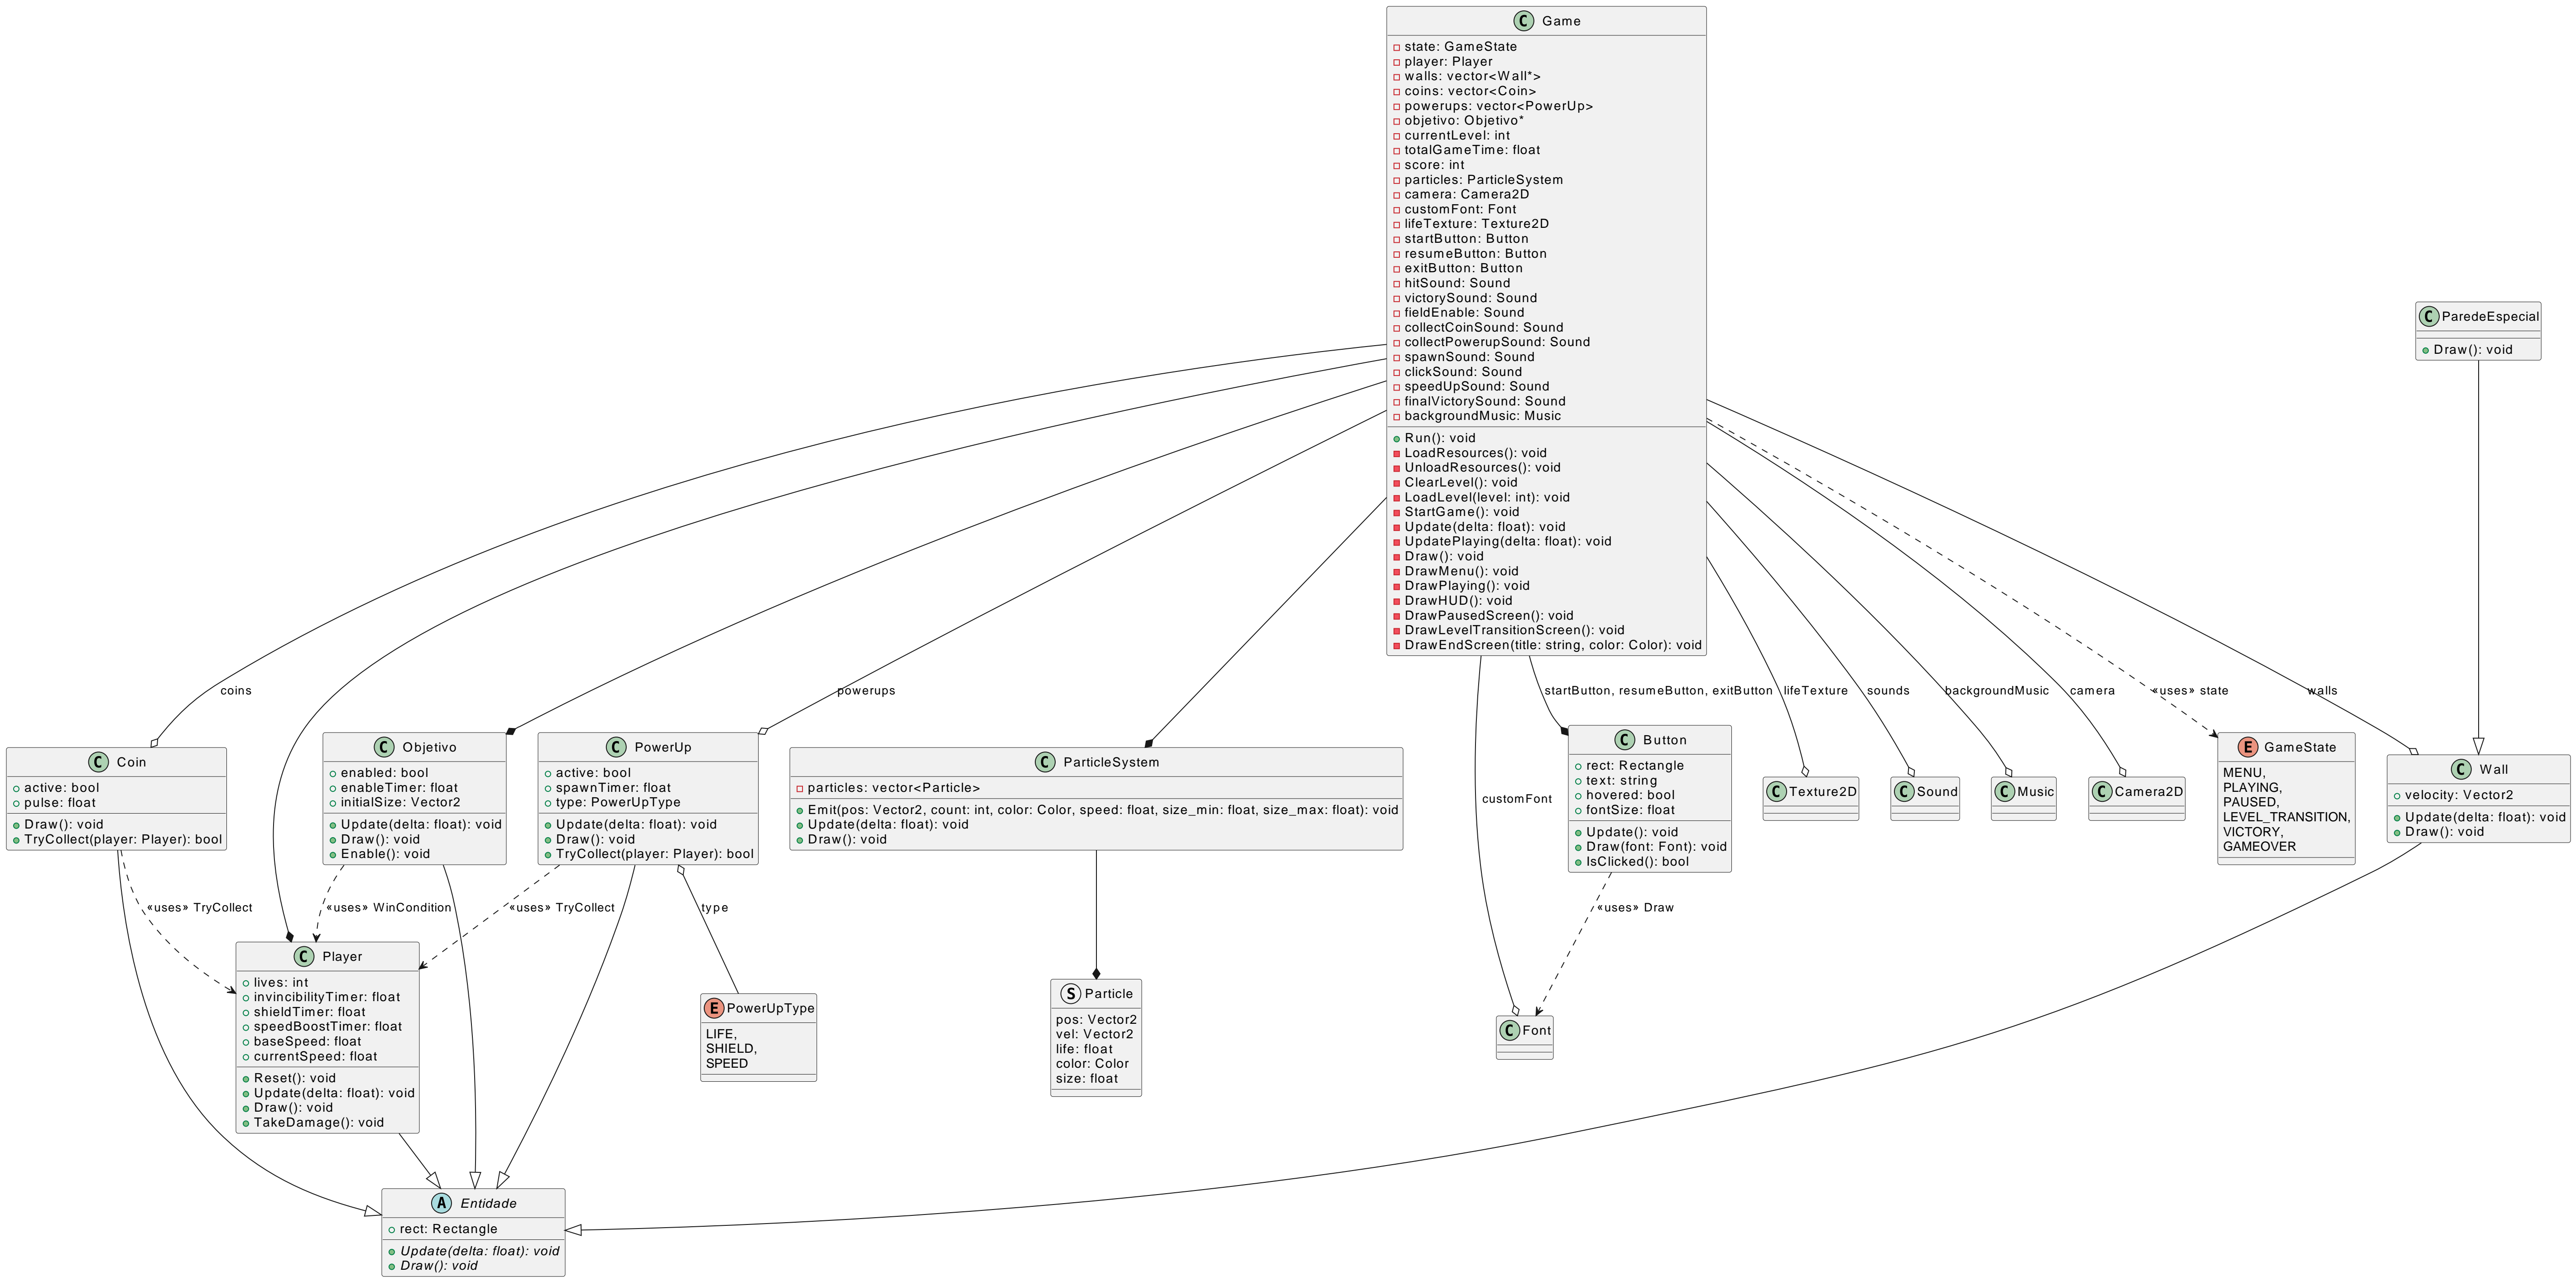 Game
state: GameState
player: Player
walls: vector<Wall*>
coins: vector<Coin>
powerups: vector<PowerUp>
objetivo: Objetivo*
currentLevel: int
totalGameTime: float
score: int
particles: ParticleSystem
camera: Camera2D
customFont: Font
lifeTexture: Texture2D
startButton: Button
resumeButton: Button
exitButton: Button
hitSound: Sound
victorySound: Sound
fieldEnable: Sound
collectCoinSound: Sound
collectPowerupSound: Sound
spawnSound: Sound
clickSound: Sound
speedUpSound: Sound
finalVictorySound: Sound
backgroundMusic: Music
Run(): void
LoadResources(): void
UnloadResources(): void
ClearLevel(): void
LoadLevel(level: int): void
StartGame(): void
Update(delta: float): void
UpdatePlaying(delta: float): void
Draw(): void
DrawMenu(): void
DrawPlaying(): void
DrawHUD(): void
DrawPausedScreen(): void
DrawLevelTransitionScreen(): void
DrawEndScreen(title: string, color: Color): void
ParedeEspecial
Draw(): void
coins
powerups
startButton, resumeButton, exitButton
lifeTexture
sounds
backgroundMusic
camera
«uses» state
walls
Coin
active: bool
pulse: float
Draw(): void
TryCollect(player: Player): bool
Objetivo
enabled: bool
enableTimer: float
initialSize: Vector2
Update(delta: float): void
Draw(): void
Enable(): void
PowerUp
active: bool
spawnTimer: float
type: PowerUpType
Update(delta: float): void
Draw(): void
TryCollect(player: Player): bool
ParticleSystem
particles: vector<Particle>
Emit(pos: Vector2, count: int, color: Color, speed: float, size_min: float, size_max: float): void
Update(delta: float): void
Draw(): void
customFont
Button
rect: Rectangle
text: string
hovered: bool
fontSize: float
Update(): void
Draw(font: Font): void
IsClicked(): bool
Texture2D
Sound
Music
Camera2D
GameState
MENU,
PLAYING,
PAUSED,
LEVEL_TRANSITION,
VICTORY,
GAMEOVER
Wall
velocity: Vector2
Update(delta: float): void
Draw(): void
«uses» TryCollect
«uses» WinCondition
«uses» TryCollect
type
«uses» Draw
Player
lives: int
invincibilityTimer: float
shieldTimer: float
speedBoostTimer: float
baseSpeed: float
currentSpeed: float
Reset(): void
Update(delta: float): void
Draw(): void
TakeDamage(): void
PowerUpType
LIFE,
SHIELD,
SPEED
Particle
pos: Vector2
vel: Vector2
life: float
color: Color
size: float
Font
Entidade
rect: Rectangle
Update(delta: float): void
Draw(): void